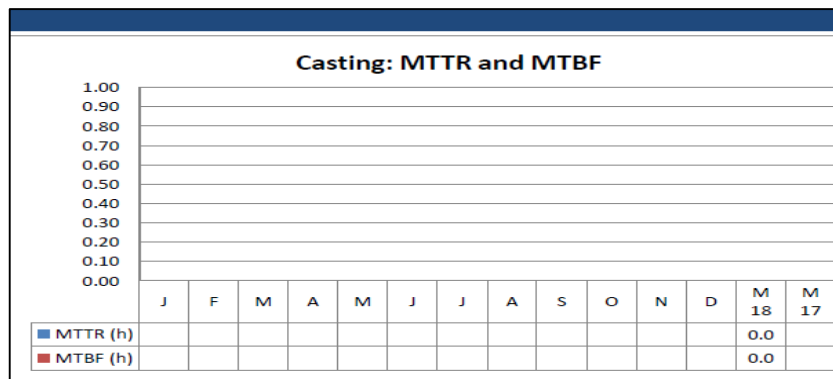 Casting: MTTR and MTBF
1.00
0.90
0.80
0.70
0.60
0.50
0.40
0.30
0.20
0.10
0.00
J F M A M J J A S O N D M 18 M 17
MTTR (h) 0.0
MTBF (h) 0.0